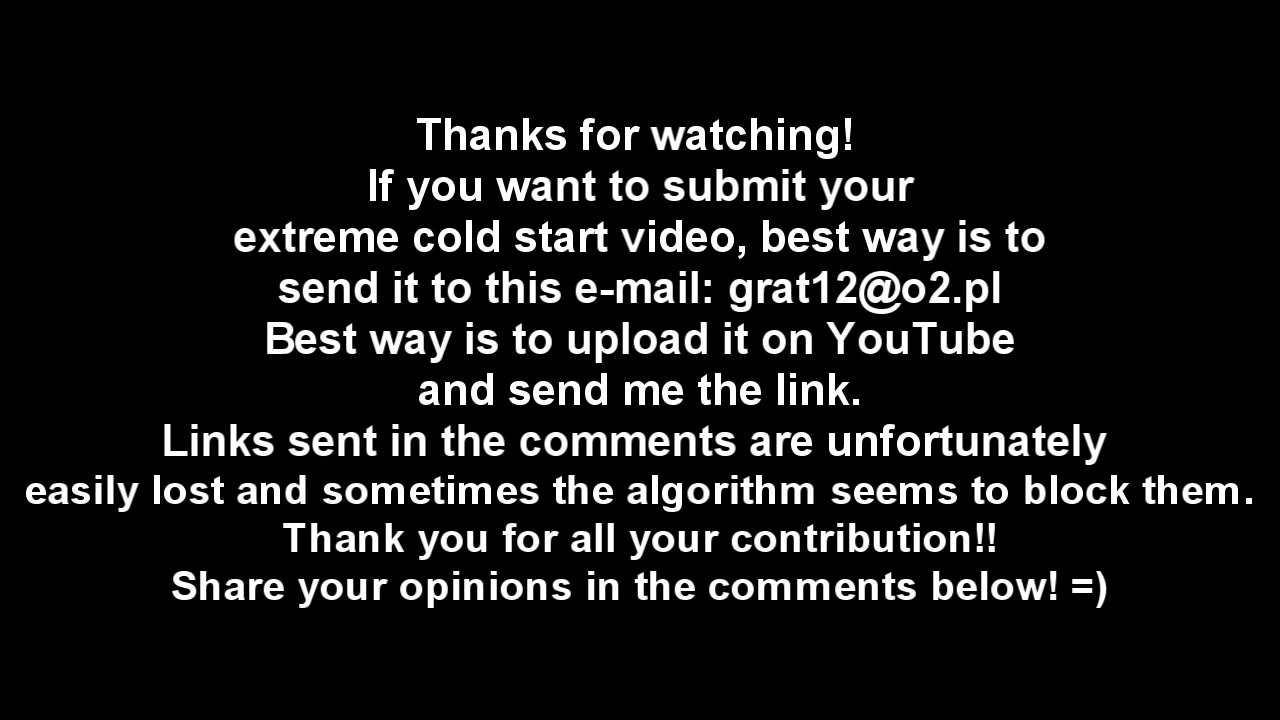 Thanks for watching!
If you want to submit your
extreme cold start video, best way is to
send it to this e-mail: grat12@o2.pl
Best way is to upload it on YouTube
and send me the link.
Links sent in the comments are unfortunately
easily lost and sometimes the algorithm seems to block them.
Thank you for all your contribution!!
Share your opinions in the comments below! =)